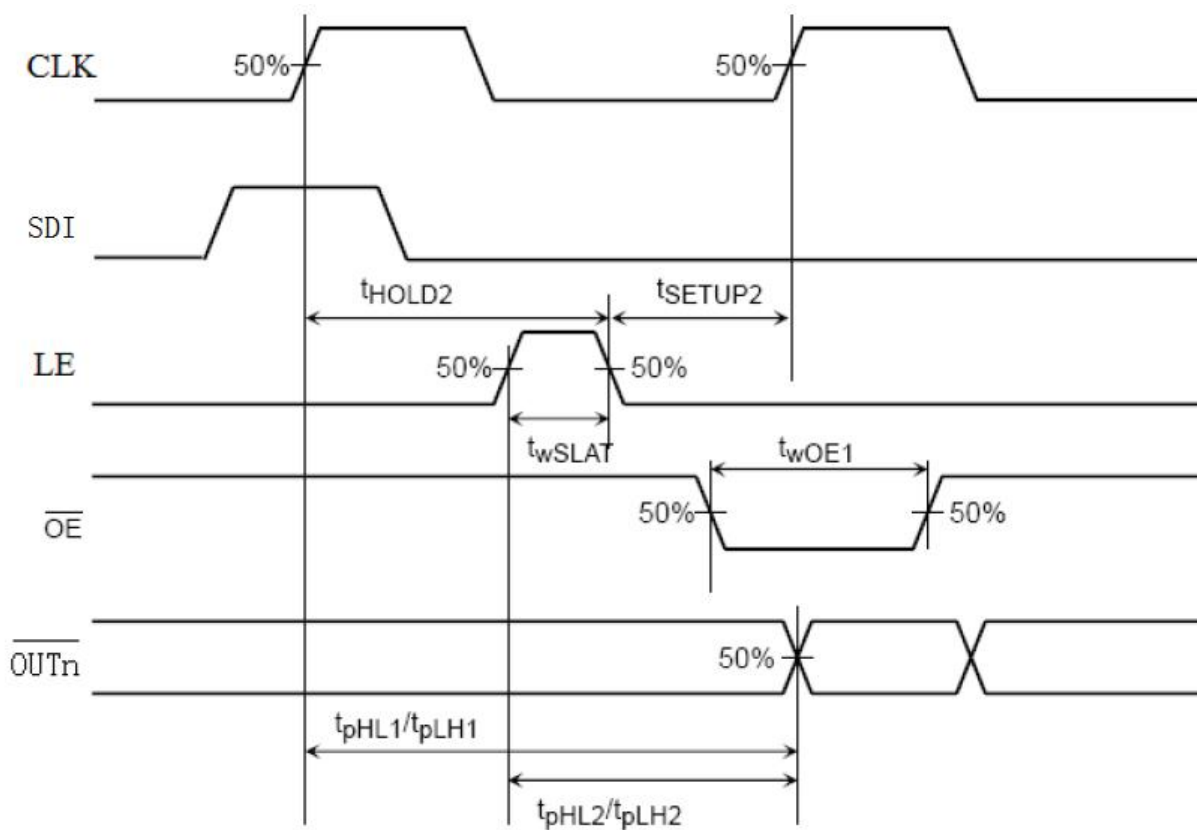 CLK 50% 50%
SDI
tHOLD2 tSETUP2
LE 50% 50%
twSLAT twOE1
OE 50% 50%
OUTn 50%
tpHL1/tpLH1
tpHL2/tpLH2